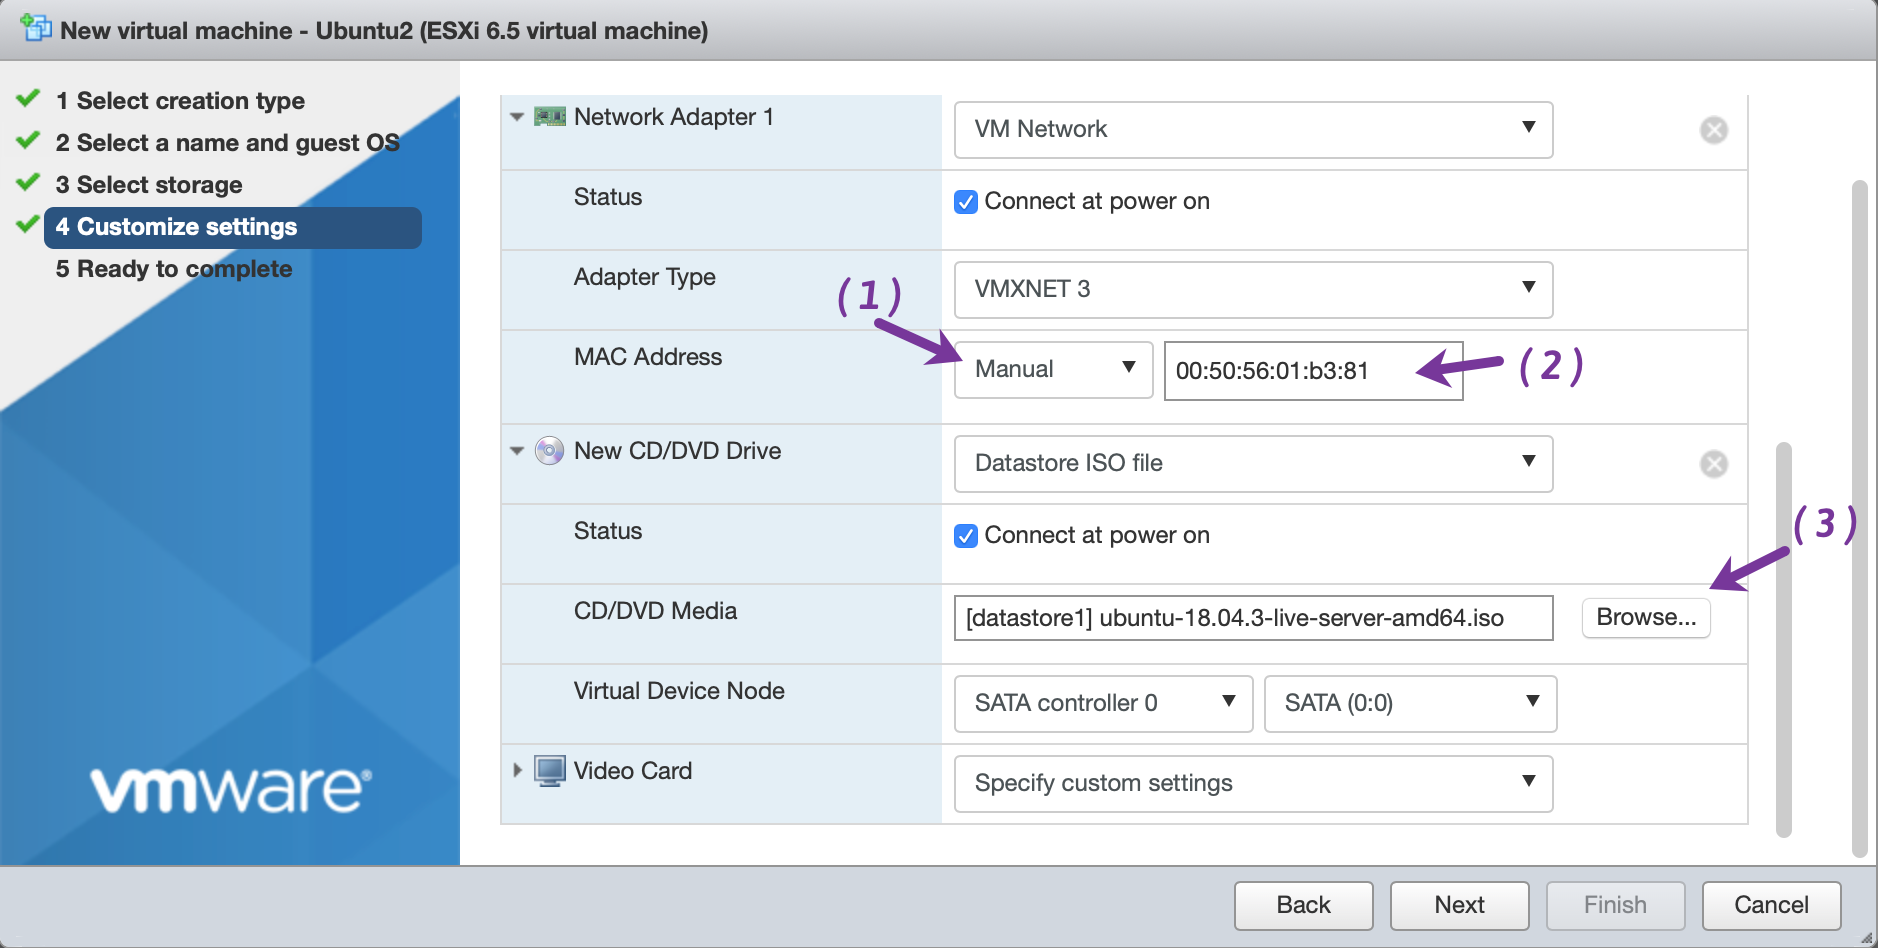 New virtual machine - Ubuntu2 (ESXi 6.5 virtual machine)
1 Select creation type
2 Select a name and guest OS
3 Select storage
4 Customize settings
5 Ready to complete
vmware®
Network Adapter 1
VM Network
Status
Connect at power on
Adapter Type
VMXNET 3
(1)
MAC Address
Manual
00:50:56:01:b3:81
(2)
New CD/DVD Drive
Datastore ISO file
Status
Connect at power on
(3)
CD/DVD Media
[datastore1] ubuntu-18.04.3-live-server-amd64.iso
Browse...
Virtual Device Node
SATA controller 0
SATA (0:0)
Video Card
Specify custom settings
Back
Next
Finish
Cancel